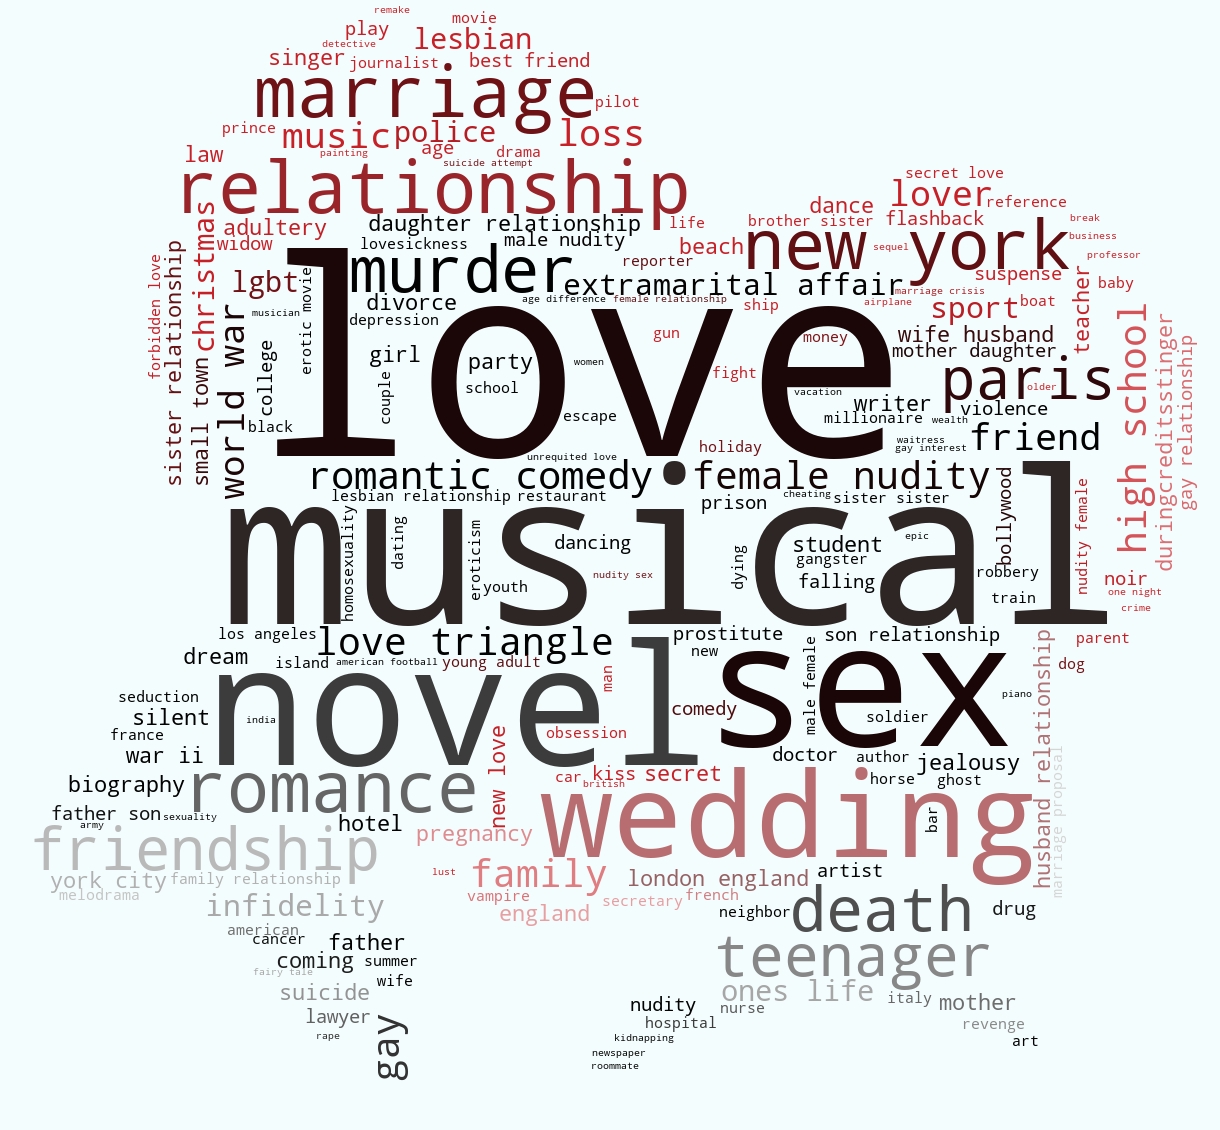 remake
movie
play
lesbian
detective
singer
journalist
best friend
marriage
pilot
prince
music
police
loss
age
law
painting
drama
suicide attempt
relationship
secret love
lover
reference
dance
christmas
adultery
daughter relationship
life
brother sister
flashback
break
widow
lovesickness
male nudity
beach
new york
sequel
business
professor
sister relationship
forbidden love
lgbt
erotic movie
murder
reporter
extramarital affair
suspense
teacher
baby
musician
divorce
age difference
female relationship
ship
marriage crisis
airplane
sport
boat
world war
depression
love
gun
money
wife husband
high school
duringcreditsstinger
gay relationship
small town
college
girl
party
women
fight
mother daughter
paris
older
couple
school
vacation
writer
violence
black
escape
millionaire
wealth
waitress
friend
unrequited love
holiday
gay interest
romantic comedy
female nudity
lesbian relationship
restaurant
prison
cheating
sister sister
bollywood
nudity female
musical
homosexuality
dating
eroticism
dancing
dying
student
epic
gangster
nudity sex
youth
falling
robbery
train
noir
one night
crime
los angeles
love triangle
prostitute
son relationship
parent
dream
island
american football
young adult
new
male female
husband relationship
dog
man
seduction
novel
sex
piano
silent
india
comedy
soldier
france
obsession
war ii
new love
doctor
author
jealousy
marriage proposal
biography
romance
car
kiss
secret
british
horse
ghost
wedding
father son
sexuality
army
hotel
pregnancy
bar
friendship
lust
family
london england
artist
york city
family relationship
melodrama
infidelity
vampire
secretary
french
england
neighbor
death
drug
american
cancer
father
teenager
coming
summer
fairy tale
wife
suicide
ones life
italy
mother
nudity
nurse
lawyer
hospital
revenge
rape
gay
kidnapping
art
newspaper
roommate